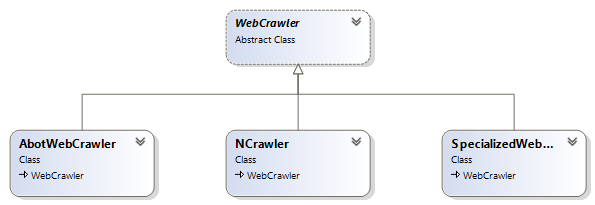 WebCrawler
Abstract Class
AbotWebCrawler
Class
WebCrawler
NCrawler
Class
WebCrawler
SpecializedWeb...
Class
WebCrawler